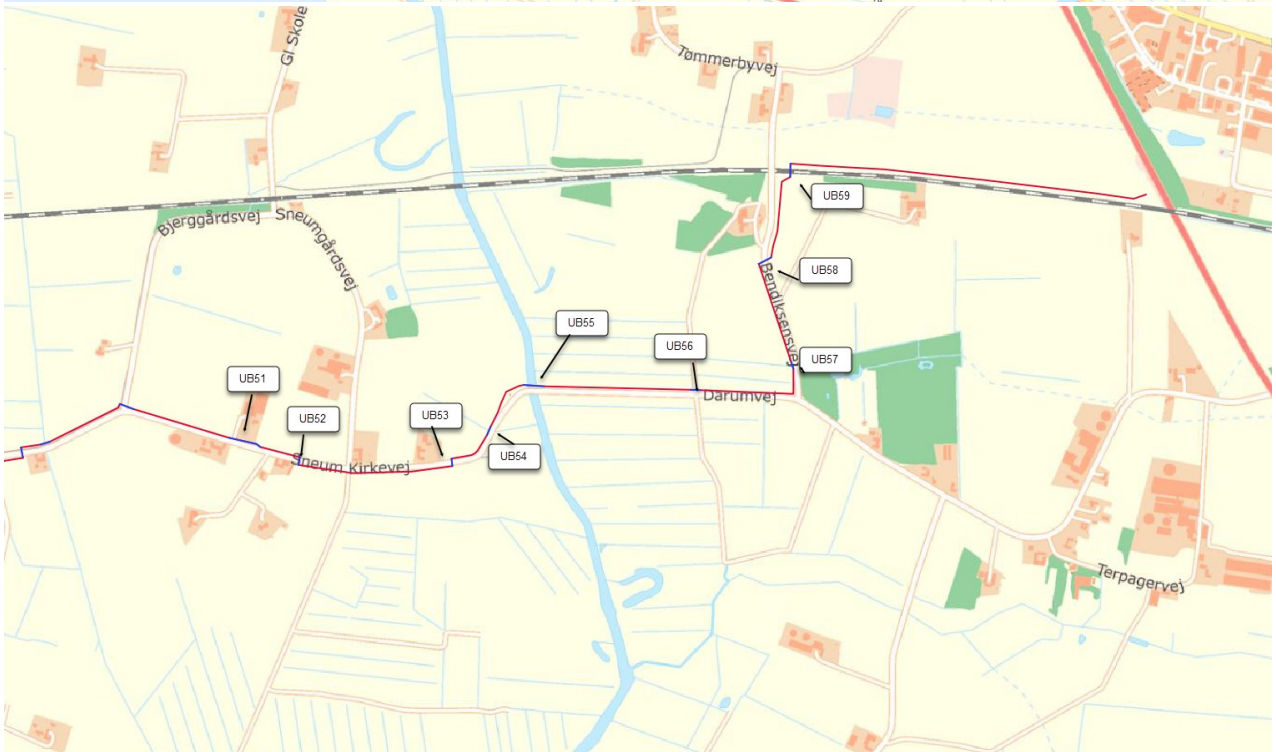 Gl Skole
Tømmerbyvej
UB59
Bjerggårdsvej
Sneumgårdsvej
UB58
Bendiksensvej
UB55
UB56
UB57
UB51
Darumvej
UB52
UB53
UB54
Sneum Kirkevej
Terpagervej